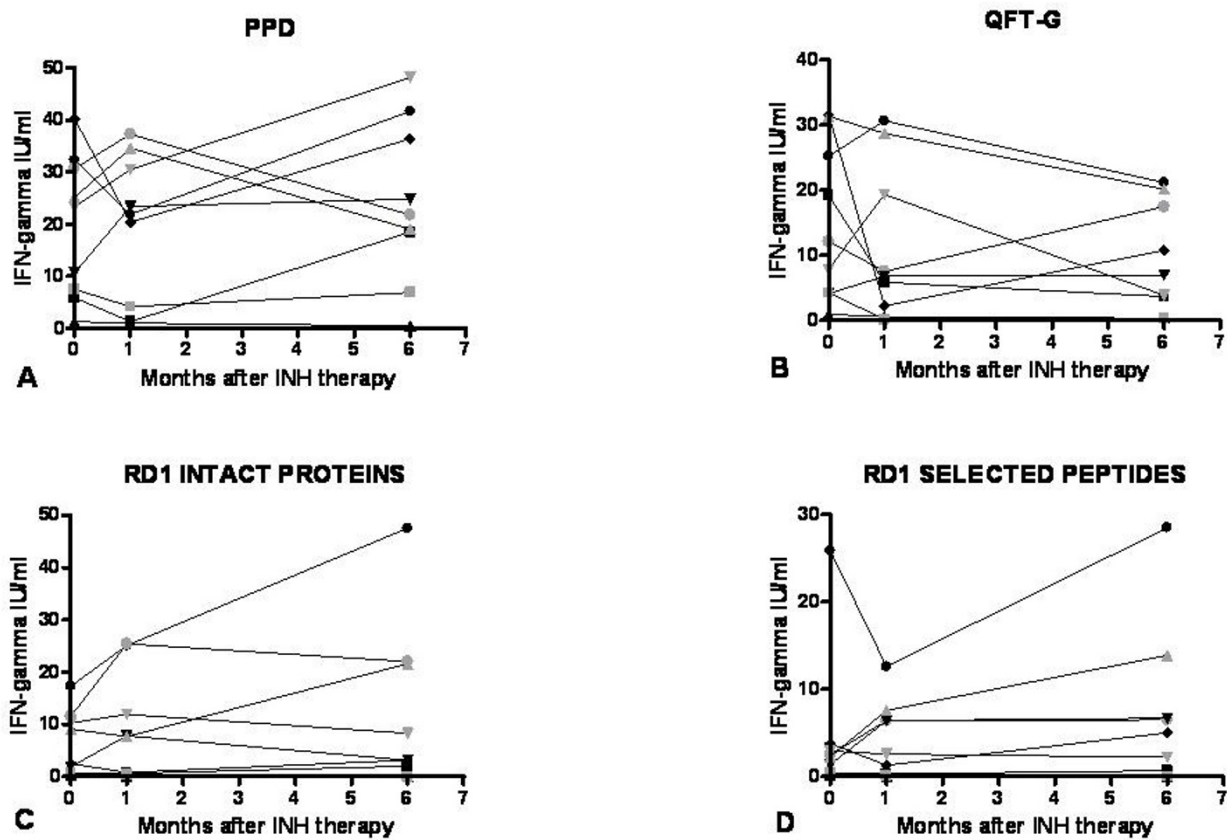 PPD
IFN-gamma IU/ml
50
40
30
20
10
0
0 1 2 3 4 5 6 7
Months after INH therapy
A
QFT-G
IFN-gamma IU/ml
40
30
20
10
0
0 1 2 3 4 5 6 7
Months after INH therapy
B
RD1 INTACT PROTEINS
IFN-gamma IU/ml
50
40
30
20
10
0
0 1 2 3 4 5 6 7
Months after INH therapy
C
RD1 SELECTED PEPTIDES
IFN-gamma IU/ml
30
20
10
0
0 1 2 3 4 5 6 7
Months after INH therapy
D